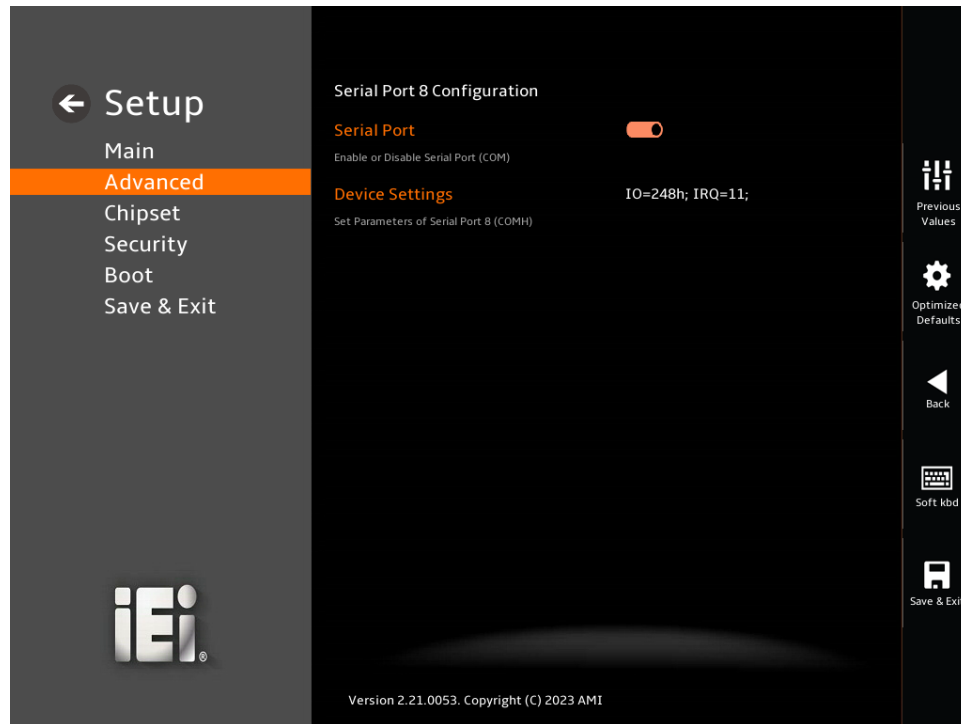 Setup
Main
Advanced
Chipset
Security
Boot
Save & Exit
iEi®
Serial Port 8 Configuration
Serial Port
Enable or Disable Serial Port (COM)
Device Settings IO=248h; IRQ=11;
Set Parameters of Serial Port 8 (COMH)
Version 2.21.0053. Copyright (C) 2023 AMI
Previous
Values
Optimized
Defaults
Back
Soft kbd
Save & Exi